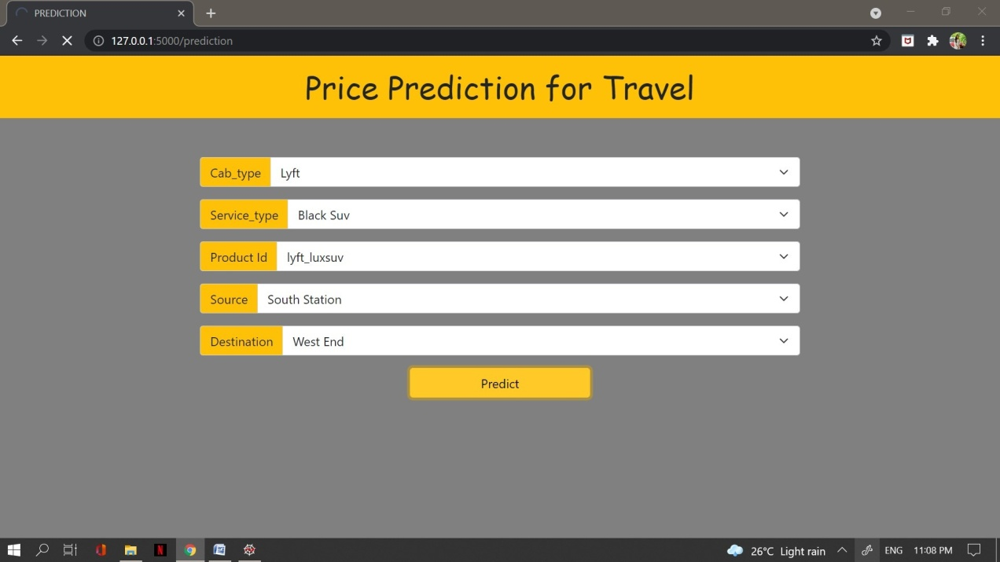 PREDICTION
127.0.0.1:5000/prediction
Price Prediction for Travel
Cab_type Lyft
Service_type Black Suv
Product Id lyft_luxsuv
Source South Station
Destination West End
Predict
N
26°C Light rain ENG 11:08 PM